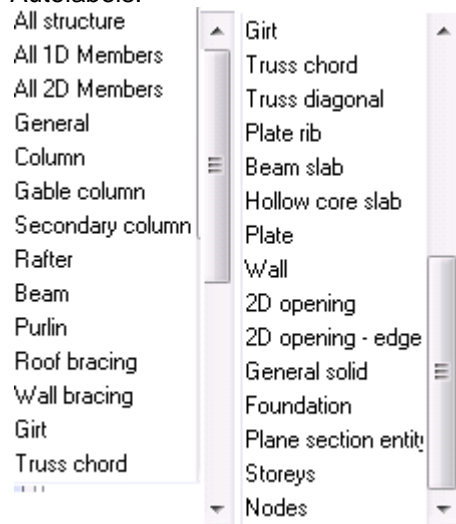 All structure
All 1D Members
All 2D Members
General
Column
Gable column
Secondary column
Rafter
Beam
Purlin
Roof bracing
Wall bracing
Girt
Truss chord
Girt
Truss chord
Truss diagonal
Plate rib
Beam slab
Hollow core slab
Plate
Wall
2D opening
2D opening - edge
General solid
Foundation
Plane section entity
Storeys
Nodes